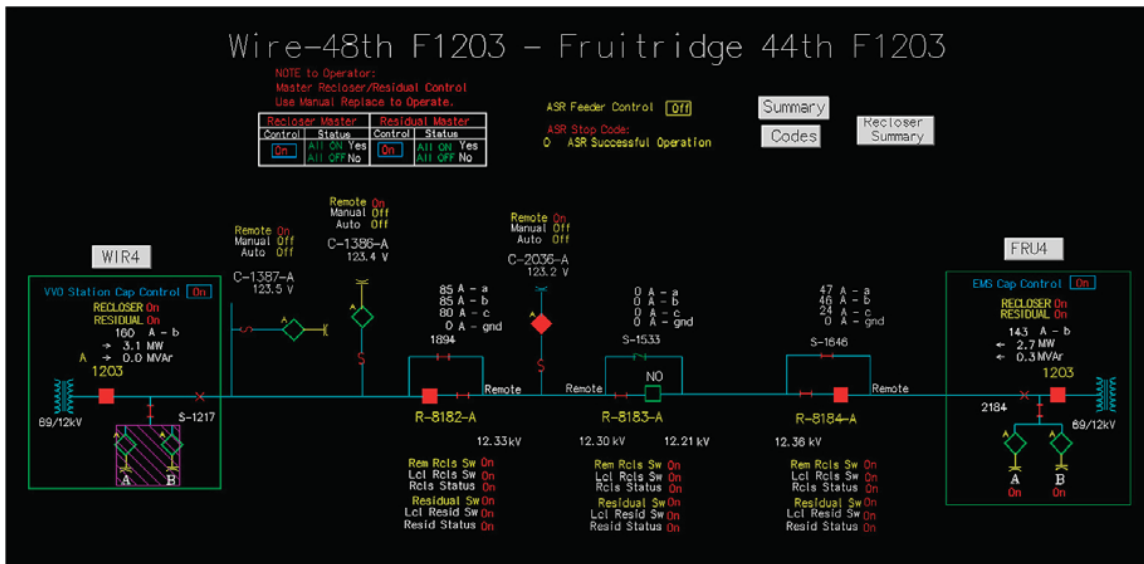 Wire-48th F1203 - Fruitridge 44th F1203
NOTE to Operator:
Master Recloser/Residual Control
Use Manual Replace to Operate.
Recloser Master Residual Master
Control Status Control Status
On All ON Yes On All ON Yes
All OFF No All OFF No
ASR Feeder Control Off
ASR Stop Code:
0 ASR Successful Operation
Summary
Codes
Recloser
Summary
WIR4
VVO Station Cap Control On
RECLOSER On
RESIDUAL On
160 A - b
→ 3.1 MW
A → 0.0 MVAr
1203
69/12kV
S-1217
A
A
A B
Remote On
Manual Off
Auto Off
C-1387-A
123.5 V
A
Remote On
Manual Off
Auto Off
C-1386-A
123.4 V
A
85 A - a
85 A - b
80 A - c
0 A - gnd
1894
Remote
R-8182-A
12.33 kV
Rem Rcls Sw On
Lcl Rcls Sw On
Rcls Status On
Residual Sw On
Lcl Resid Sw On
Resid Status On
Remote On
Manual Off
Auto Off
C-2036-A
123.2 V
A
0 A - a
0 A - b
0 A - c
0 A - gnd
S-1533
Remote
NO
R-8183-A
12.30 kV 12.21 kV
Rem Rcls Sw On
Lcl Rcls Sw On
Rcls Status On
Residual Sw On
Lcl Resid Sw On
Resid Status On
47 A - a
46 A - b
24 A - c
0 A - gnd
S-1646
Remote
R-8184-A
12.36 kV
Rem Rcls Sw On
Lcl Rcls Sw On
Rcls Status On
Residual Sw On
Lcl Resid Sw On
Resid Status On
FRU4
EMS Cap Control On
RECLOSER On
RESIDUAL On
143 A - b
← 2.7 MW
← 0.3 MVAr
1203
2184
69/12kV
A
A
A B
On On